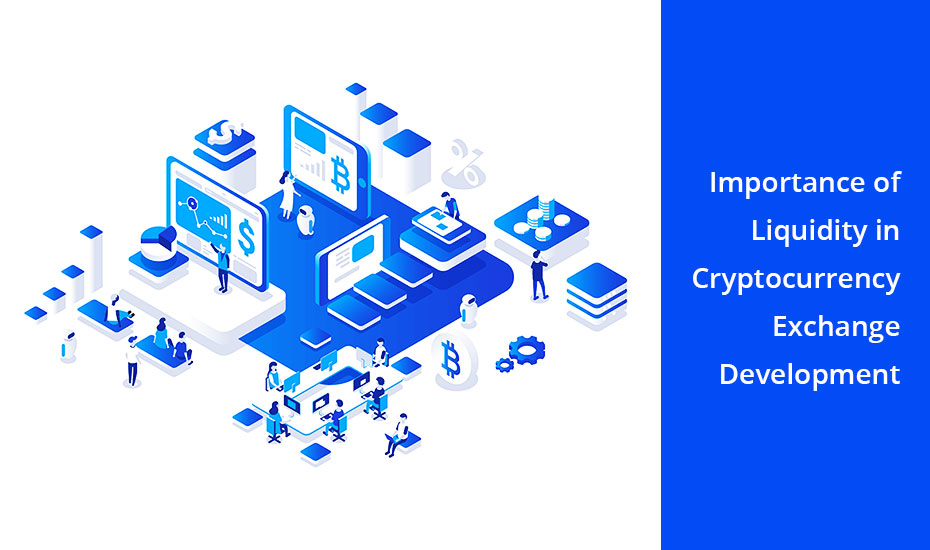 Importance of
Liquidity in
Cryptocurrency
Exchange
Development